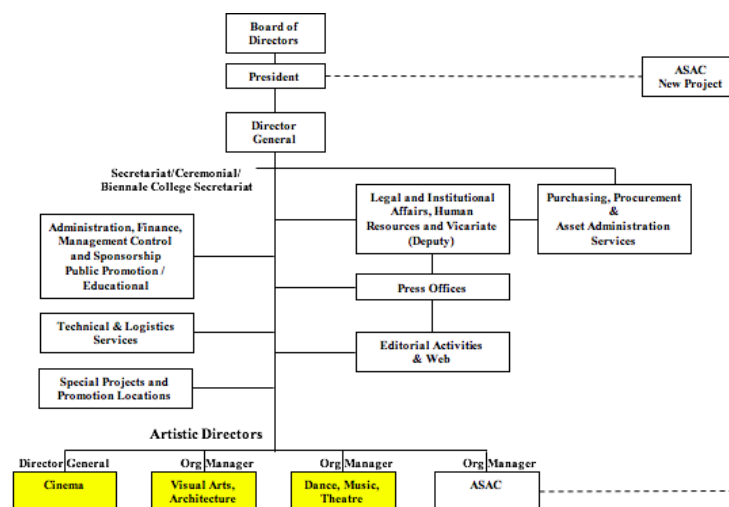 Board of
Directors
President
ASAC
New Project
Director
General
Secretariat/Ceremonial/
Biennale College Secretariat
Legal and Institutional
Affairs, Human
Resources and Vicariate
(Deputy)
Purchasing, Procurement
&
Asset Administration
Services
Administration, Finance,
Management Control
and Sponsorship
Public Promotion /
Educational
Press Offices
Technical & Logistics
Services
Editorial Activities
& Web
Special Projects and
Promotion Locations
Artistic Directors
Director General
Org Manager
Org Manager
Org Manager
Cinema
Visual Arts,
Architecture
Dance, Music,
Theatre
ASAC